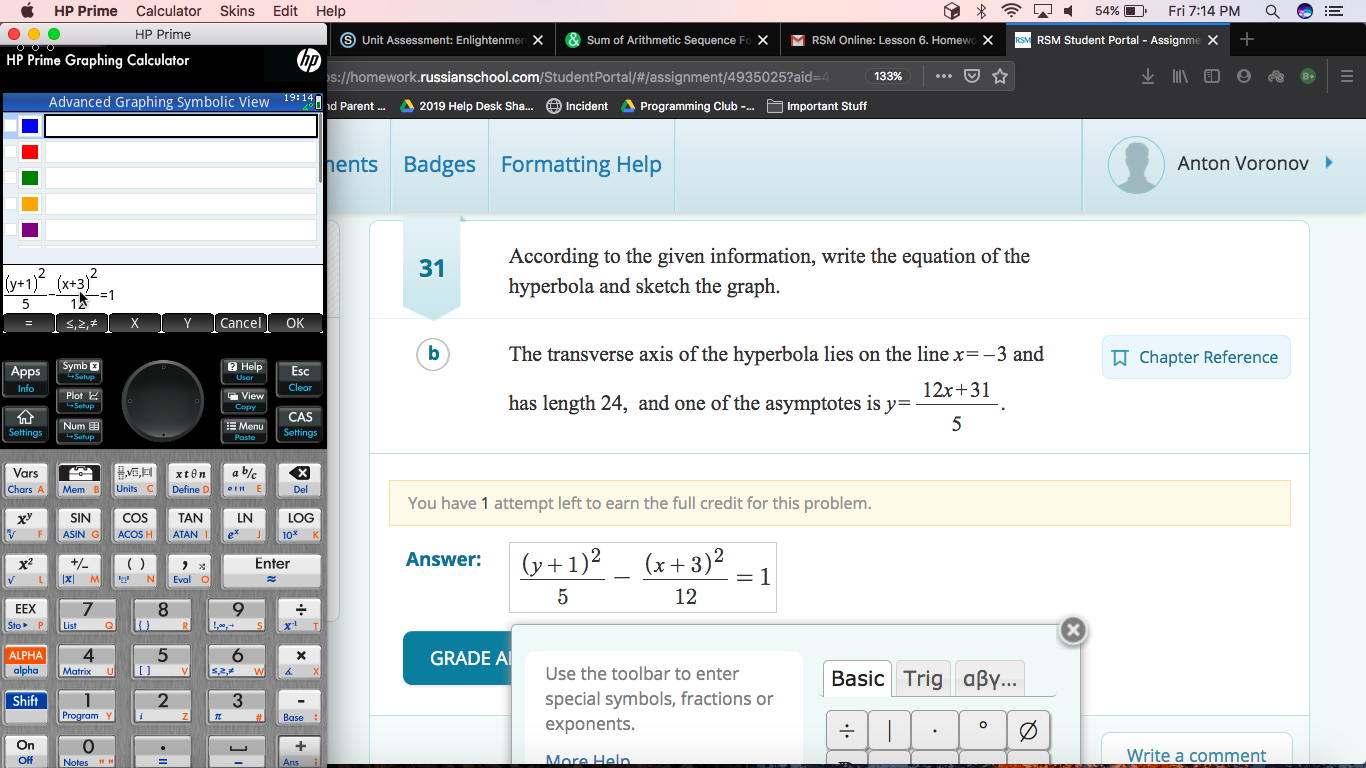 HP Prime Calculator Skins Edit Help 54% Fri 7:14 PM
HP Prime
HP Prime Graphing Calculator
hp
Advanced Graphing Symbolic View 19:14
(y+1)²/5 - (x+3)²/12 =1
= ≤,≥,≠ X Y Cancel OK
Apps Info Symb Setup Help User Esc Clear
Plot Setup View Copy
Settings Num Setup Menu Paste CAS Settings
Vars Chars A Mem B Units C x t θ n Define D a b/c E Del
xʸ F SIN ASIN G COS ACOS H TAN ATAN I LN eˣ J LOG 10ˣ K
x² √ L +/- |x| M ( ) N , Eval O Enter ≈
EEX Sto ▸ P 7 List Q 8 { } R 9 !,∞,→ S ÷ x⁻¹ T
ALPHA alpha 4 Matrix U 5 [ ] V 6 ≤,≥,≠ W × ∡ X
Shift 1 Program Y 2 i Z 3 π # - Base :
On Off 0 Notes " " . = _ + Ans ;
Unit Assessment: Enlightenmen
Sum of Arithmetic Sequence Fo
RSM Online: Lesson 6. Homewo
RSM RSM Student Portal - Assignme
s://homework.russianschool.com/StudentPortal/#/assignment/4935025?aid=4 133%
nd Parent ... 2019 Help Desk Sha... Incident Programming Club -... Important Stuff
nents Badges Formatting Help Anton Voronov
31
According to the given information, write the equation of the
hyperbola and sketch the graph.
b
The transverse axis of the hyperbola lies on the line x=−3 and
has length 24, and one of the asymptotes is y= (12x+31)/5.
Chapter Reference
You have 1 attempt left to earn the full credit for this problem.
Answer: (y+1)²/5 − (x+3)²/12 = 1
GRADE A
Use the toolbar to enter
special symbols, fractions or
exponents.
More Help
Basic Trig αβγ...
÷ | · ° Ø
Write a comment